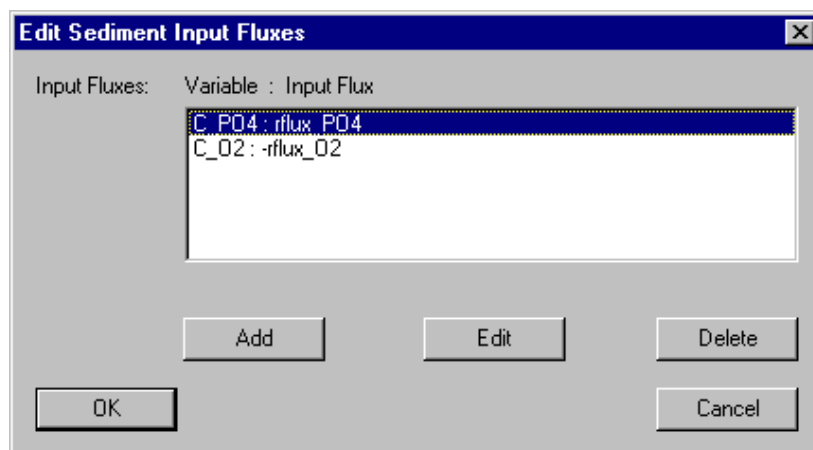 Edit Sediment Input Fluxes
Input Fluxes: Variable : Input Flux
C_PO4 : rflux_PO4
C_O2 : -rflux_O2
Add Edit Delete
OK Cancel